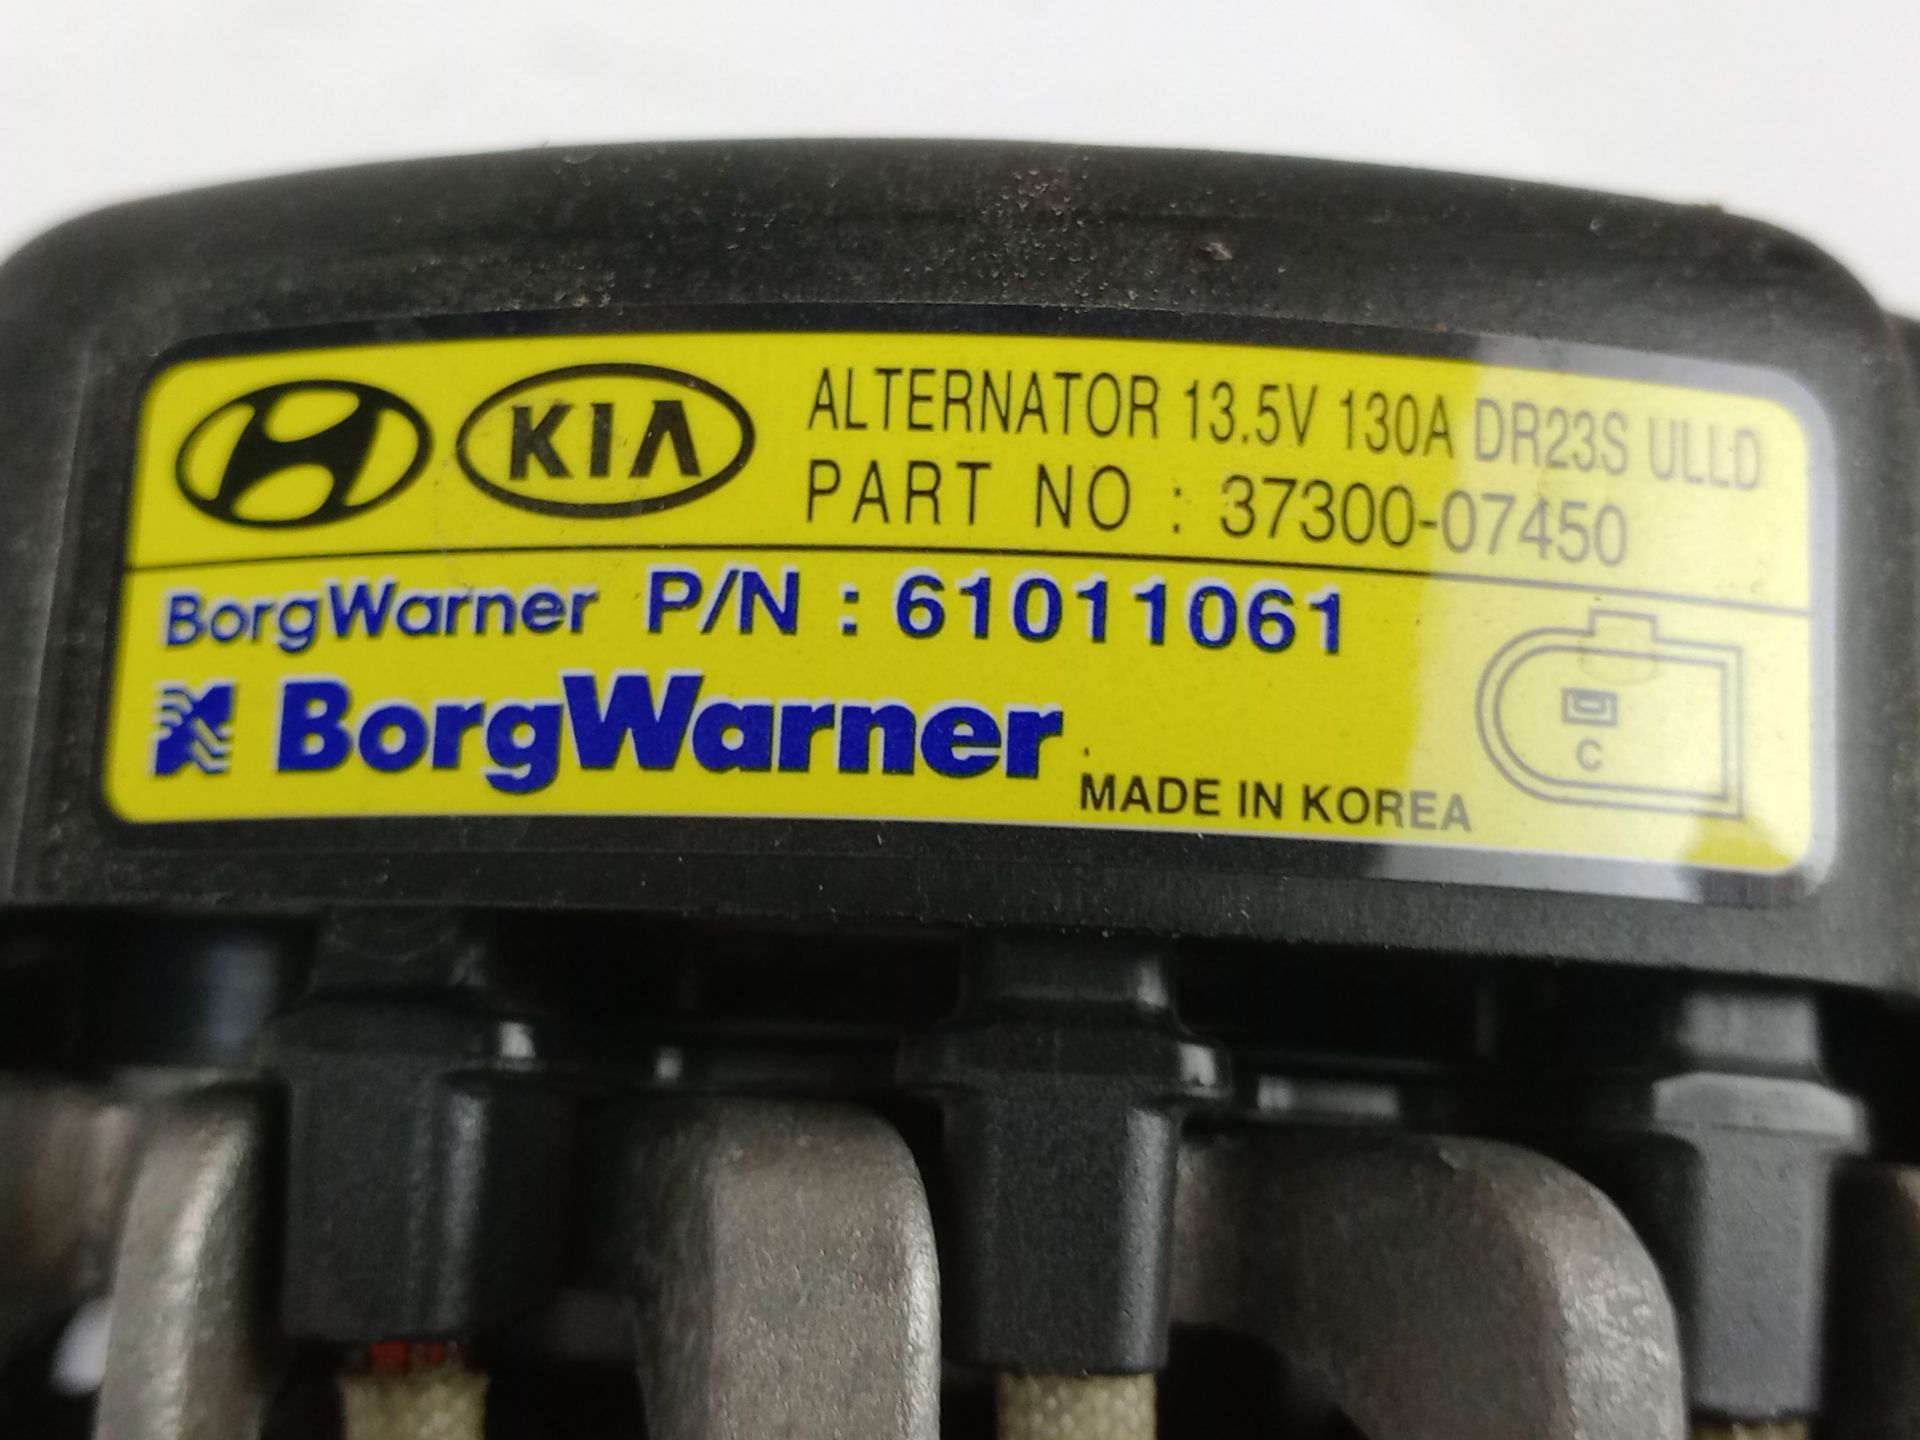 KIA ALTERNATOR 13.5V 130A DR23S ULLD
PART NO : 37300-07450
BorgWarner P/N : 61011061
BorgWarner
MADE IN KOREA
C